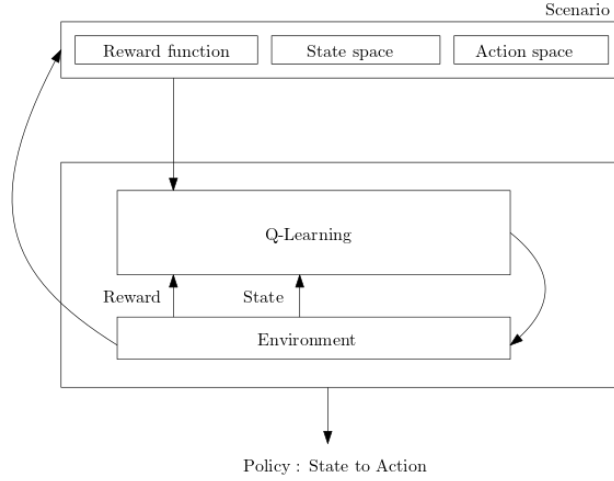 Scenario
Reward function
State space
Action space
Q-Learning
Reward
State
Environment
Policy : State to Action